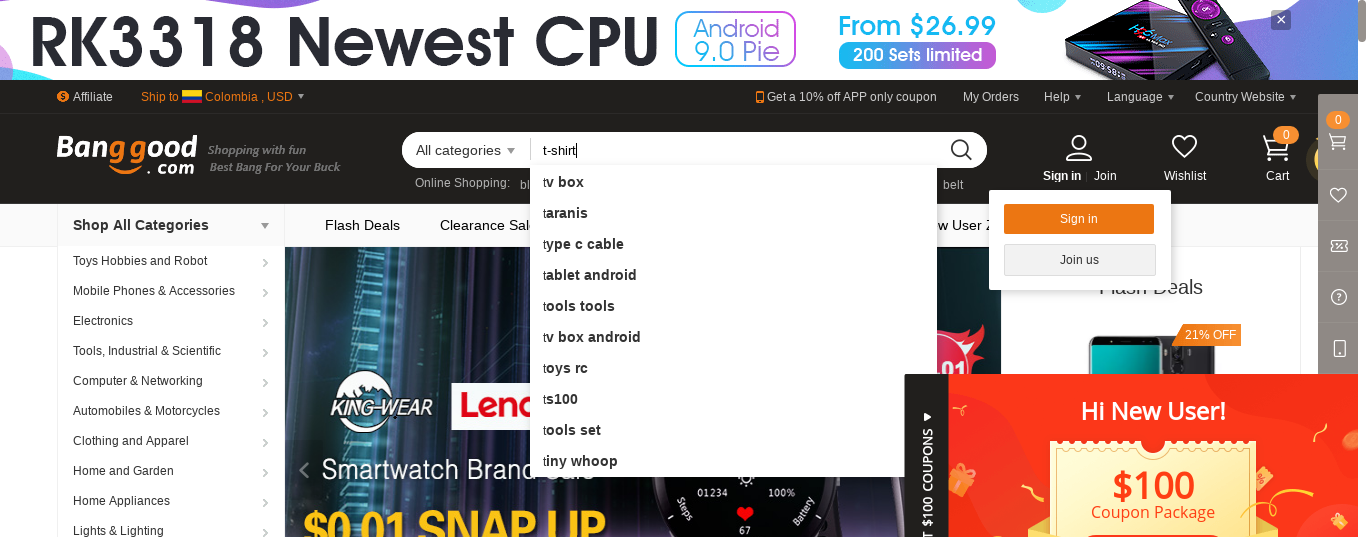 RK3318 Newest CPU
Android
9.0 Pie
From $26.99
200 Sets limited
09:58
Affiliate
Ship to Colombia , USD
Get a 10% off APP only coupon
My Orders
Help
Language
Country Website
0
Banggood
.com
Shopping with fun
Best Bang For Your Buck
All categories
t-shirt
0
Sign in
Join
Wishlist
Cart
Online Shopping:
bl
belt
tv box
taranis
type c cable
tablet android
tools tools
tv box android
toys rc
ts100
tools set
tiny whoop
Sign in
Join us
Shop All Categories
Flash Deals
Clearance Sal
w User Z
Toys Hobbies and Robot
Mobile Phones & Accessories
Electronics
Tools, Industrial & Scientific
Computer & Networking
Automobiles & Motorcycles
Clothing and Apparel
Home and Garden
Home Appliances
Lights & Lighting
KING-WEAR
Leno
Smartwatch Brand Sale
$0.01 SNAP UP
.01
01234
100%
Steps
67
Battery
Flash Deals
21% OFF
T $100 COUPONS
Hi New User!
$100
Coupon Package